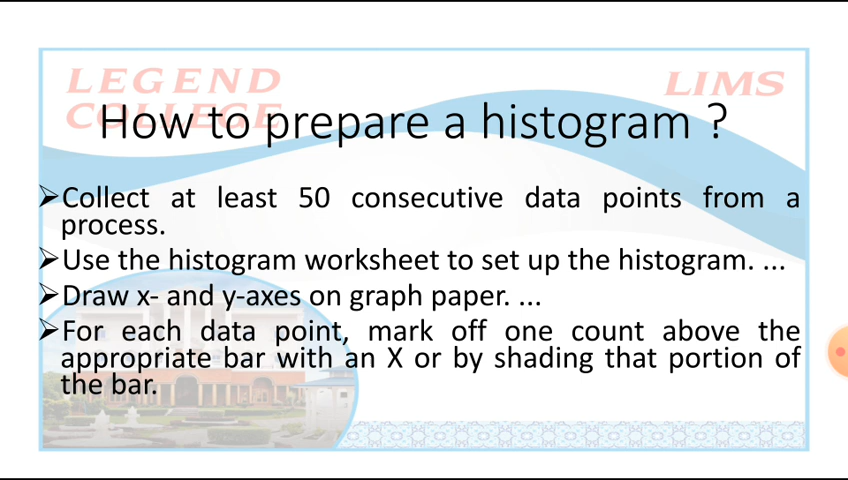 LEGEND
COLLEGE
LIMS
How to prepare a histogram ?
➢Collect at least 50 consecutive data points from a
process.
➢Use the histogram worksheet to set up the histogram. ...
➢Draw x- and y-axes on graph paper. ...
➢For each data point, mark off one count above the
appropriate bar with an X or by shading that portion of
the bar.